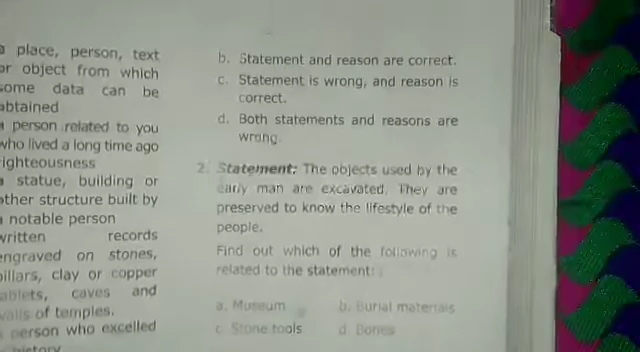 place, person, text
or object from which
some data can be
obtained
a person related to you
who lived a long time ago
righteousness
a statue, building or
other structure built by
a notable person
written records
engraved on stones,
pillars, clay or copper
tablets, caves and
walls of temples.
person who excelled
history
b. Statement and reason are correct.
c. Statement is wrong, and reason is
correct.
d. Both statements and reasons are
wrong.
2. Statement: The objects used by the
early man are excavated. They are
preserved to know the lifestyle of the
people.
Find out which of the following is
related to the statement:
a. Museum b. Burial materials
c. Stone tools d. Bones